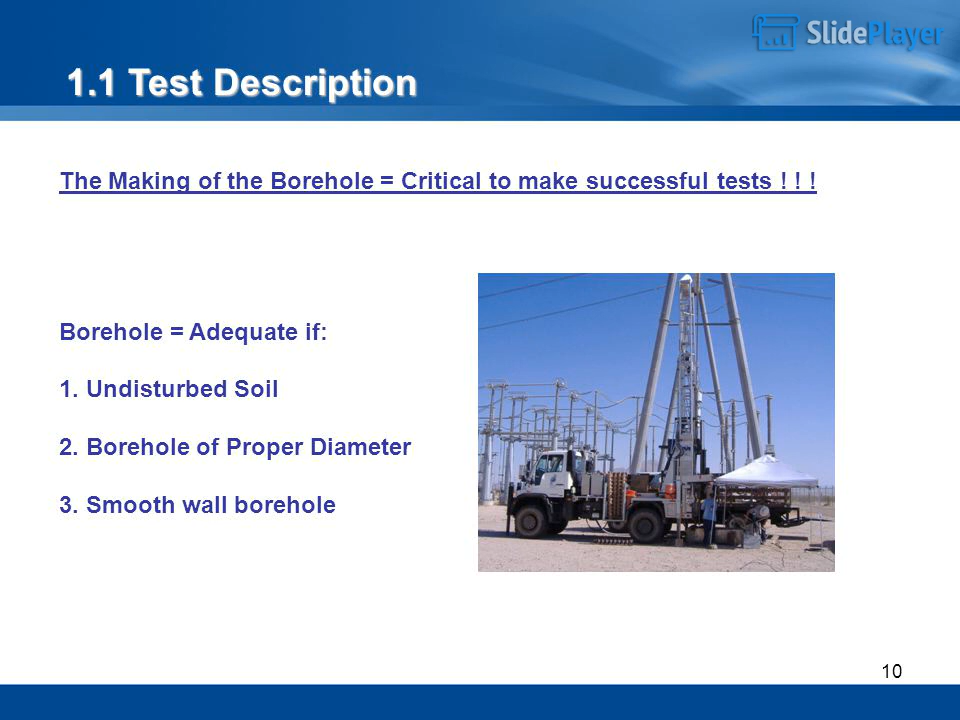 SlidePlayer
1.1 Test Description
The Making of the Borehole = Critical to make successful tests ! ! !
Borehole = Adequate if:
1. Undisturbed Soil
2. Borehole of Proper Diameter
3. Smooth wall borehole
10